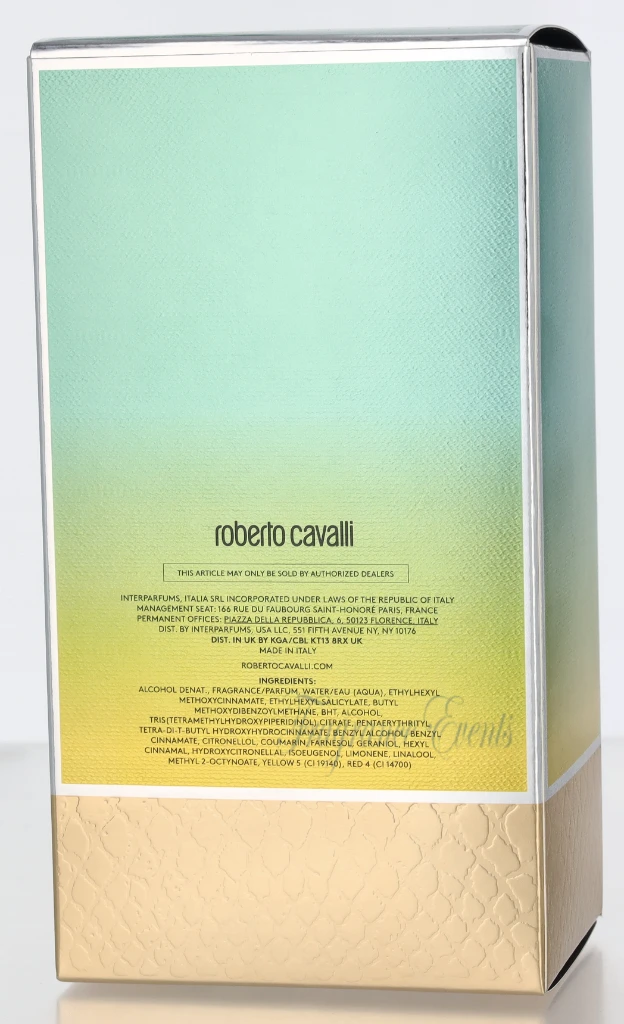 roberto cavalli
THIS ARTICLE MAY ONLY BE SOLD BY AUTHORIZED DEALERS
INTERPARFUMS, ITALIA SRL INCORPORATED UNDER LAWS OF THE REPUBLIC OF ITALY
MANAGEMENT SEAT: 166 RUE DU FAUBOURG SAINT-HONORÉ PARIS, FRANCE
PERMANENT OFFICES: PIAZZA DELLA REPUBBLICA, 6, 50123 FLORENCE, ITALY
DIST. BY INTERPARFUMS, USA LLC, 551 FIFTH AVENUE NY, NY 10176
DIST. IN UK BY KGA/CBL KT13 8RX UK
MADE IN ITALY
ROBERTOCAVALLI.COM
INGREDIENTS:
ALCOHOL DENAT., FRAGRANCE/PARFUM, WATER/EAU (AQUA), ETHYLHEXYL
METHOXYCINNAMATE, ETHYLHEXYL SALICYLATE, BUTYL
METHOXYDIBENZOYLMETHANE, BHT, ALCOHOL,
TRIS(TETRAMETHYLHYDROXYPIPERIDINOL) CITRATE, PENTAERYTHRITYL
TETRA-DI-T-BUTYL HYDROXYHYDROCINNAMATE, BENZYL ALCOHOL, BENZYL
CINNAMATE, CITRONELLOL, COUMARIN, FARNESOL, GERANIOL, HEXYL
CINNAMAL, HYDROXYCITRONELLAL, ISOEUGENOL, LIMONENE, LINALOOL,
METHYL 2-OCTYNOATE, YELLOW 5 (CI 19140), RED 4 (CI 14700)
Events